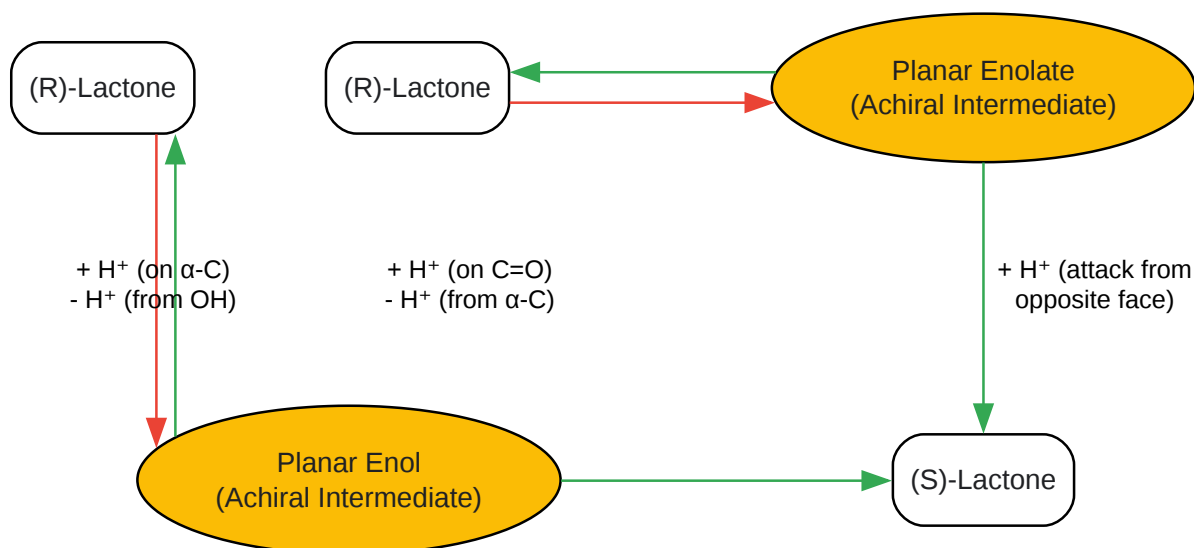 (R)-Lactone
(R)-Lactone
Planar Enolate
(Achiral Intermediate)
+ H⁺ (on α-C)
- H⁺ (from OH)
+ H⁺ (on C=O)
- H⁺ (from α-C)
+ H⁺ (attack from
opposite face)
Planar Enol
(Achiral Intermediate)
(S)-Lactone